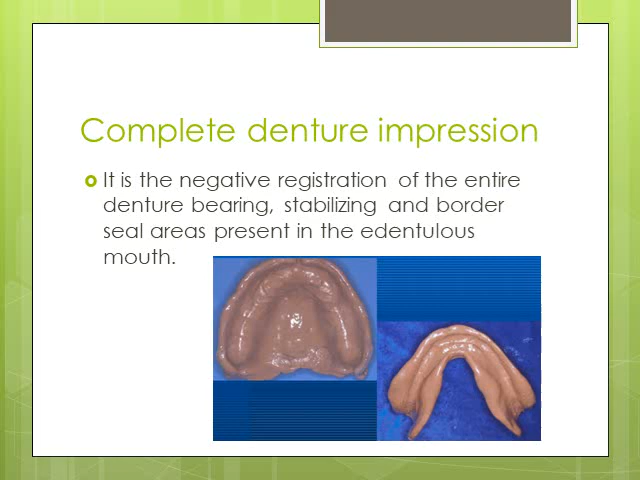 Complete denture impression
It is the negative registration of the entire
denture bearing, stabilizing and border
seal areas present in the edentulous
mouth.